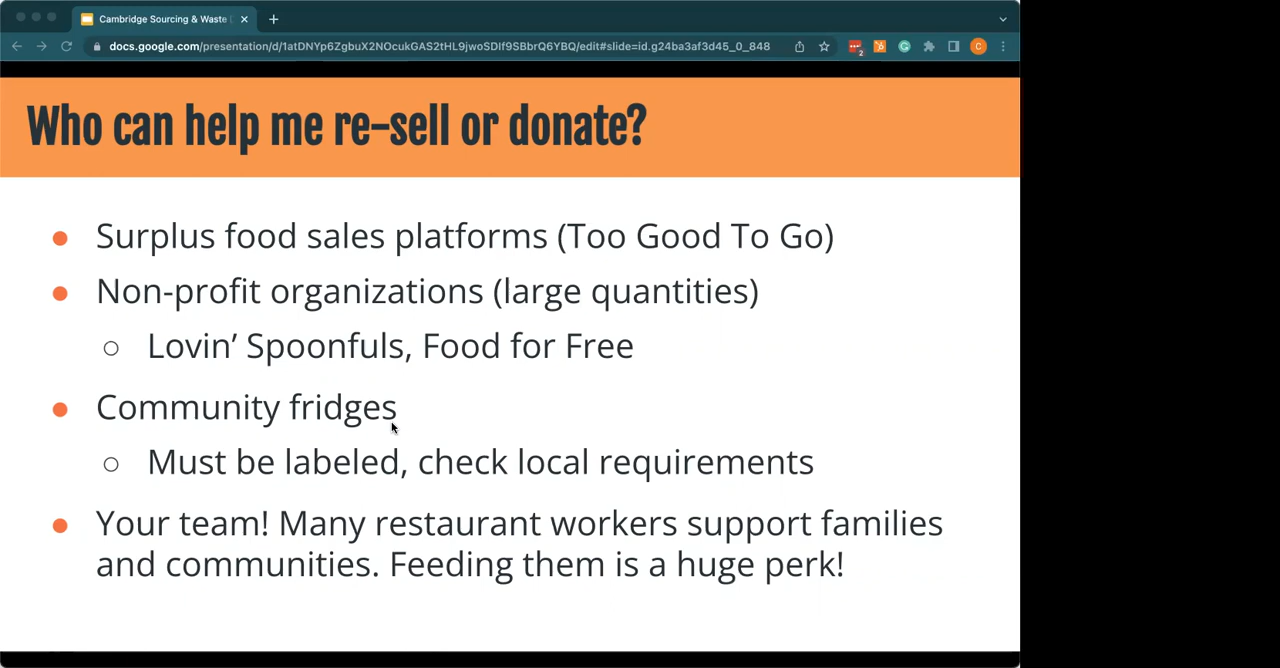 Cambridge Sourcing & Waste
docs.google.com/presentation/d/1atDNYp6ZgbuX2NOcukGAS2tHL9jwoSDIf9SBbrQ6YBQ/edit#slide=id.g24ba3af3d45_0_848
2
C
Who can help me re-sell or donate?
Surplus food sales platforms (Too Good To Go)
Non-profit organizations (large quantities)
Lovin’ Spoonfuls, Food for Free
Community fridges
Must be labeled, check local requirements
Your team! Many restaurant workers support families
and communities. Feeding them is a huge perk!